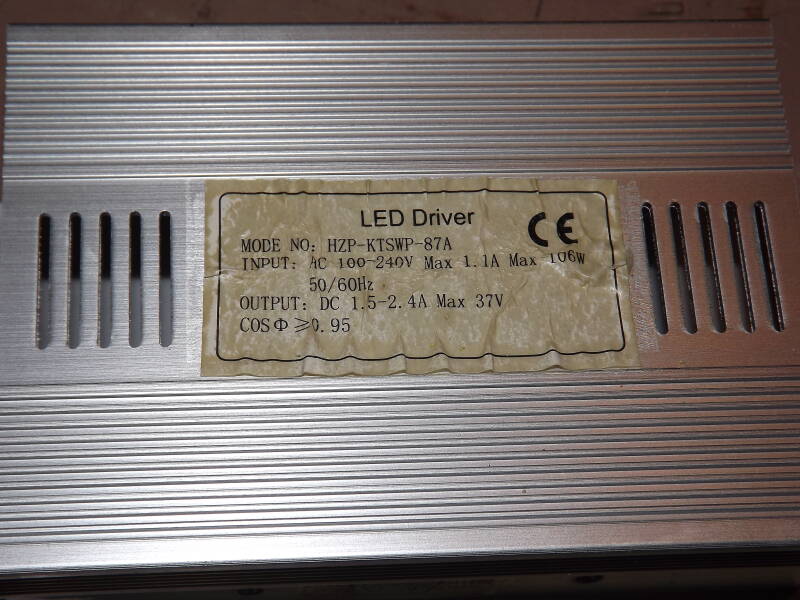 LED Driver
CE
MODE NO: HZP-KTSWP-87A
INPUT: AC 100-240V Max 1.1A Max 106W
50/60Hz
OUTPUT: DC 1.5-2.4A Max 37V
COSΦ≥0.95